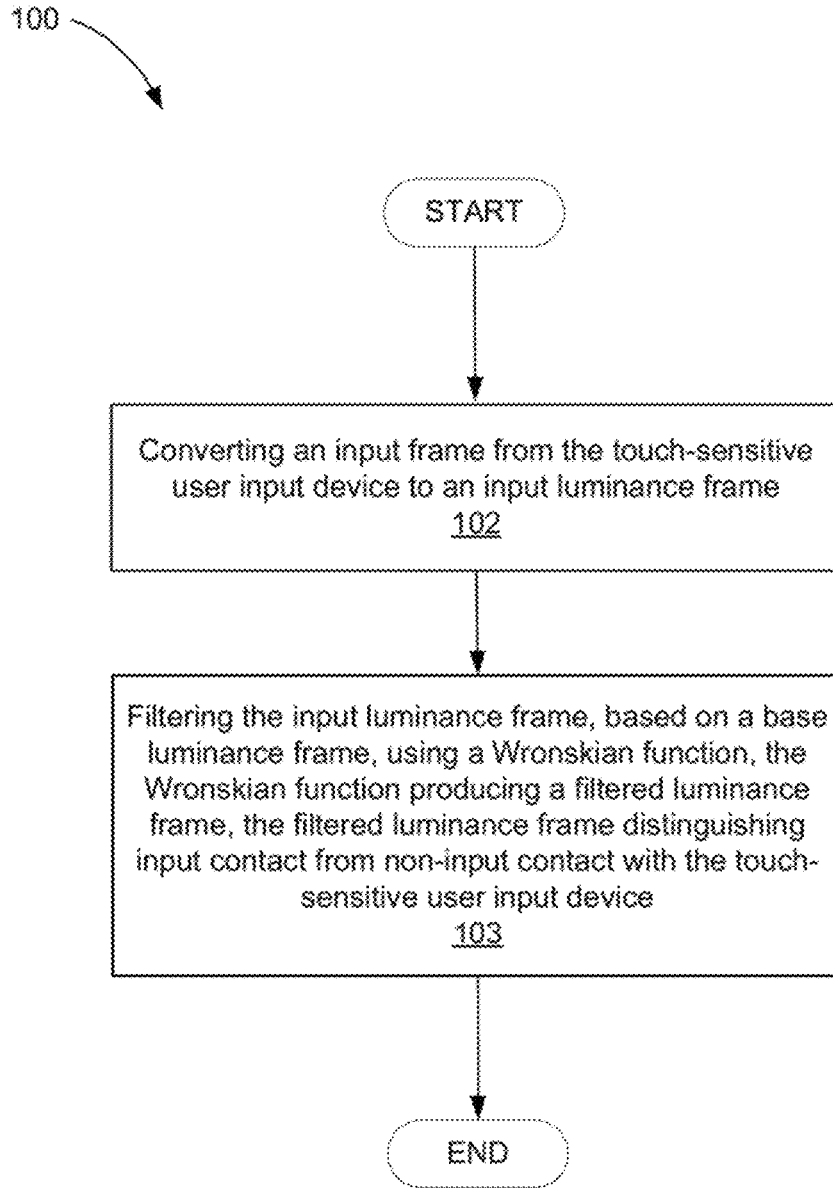 100
START
Converting an input frame from the touch-sensitive
user input device to an input luminance frame
102
Filtering the input luminance frame, based on a base
luminance frame, using a Wronskian function, the
Wronskian function producing a filtered luminance
frame, the filtered luminance frame distinguishing
input contact from non-input contact with the touch-
sensitive user input device
103
END